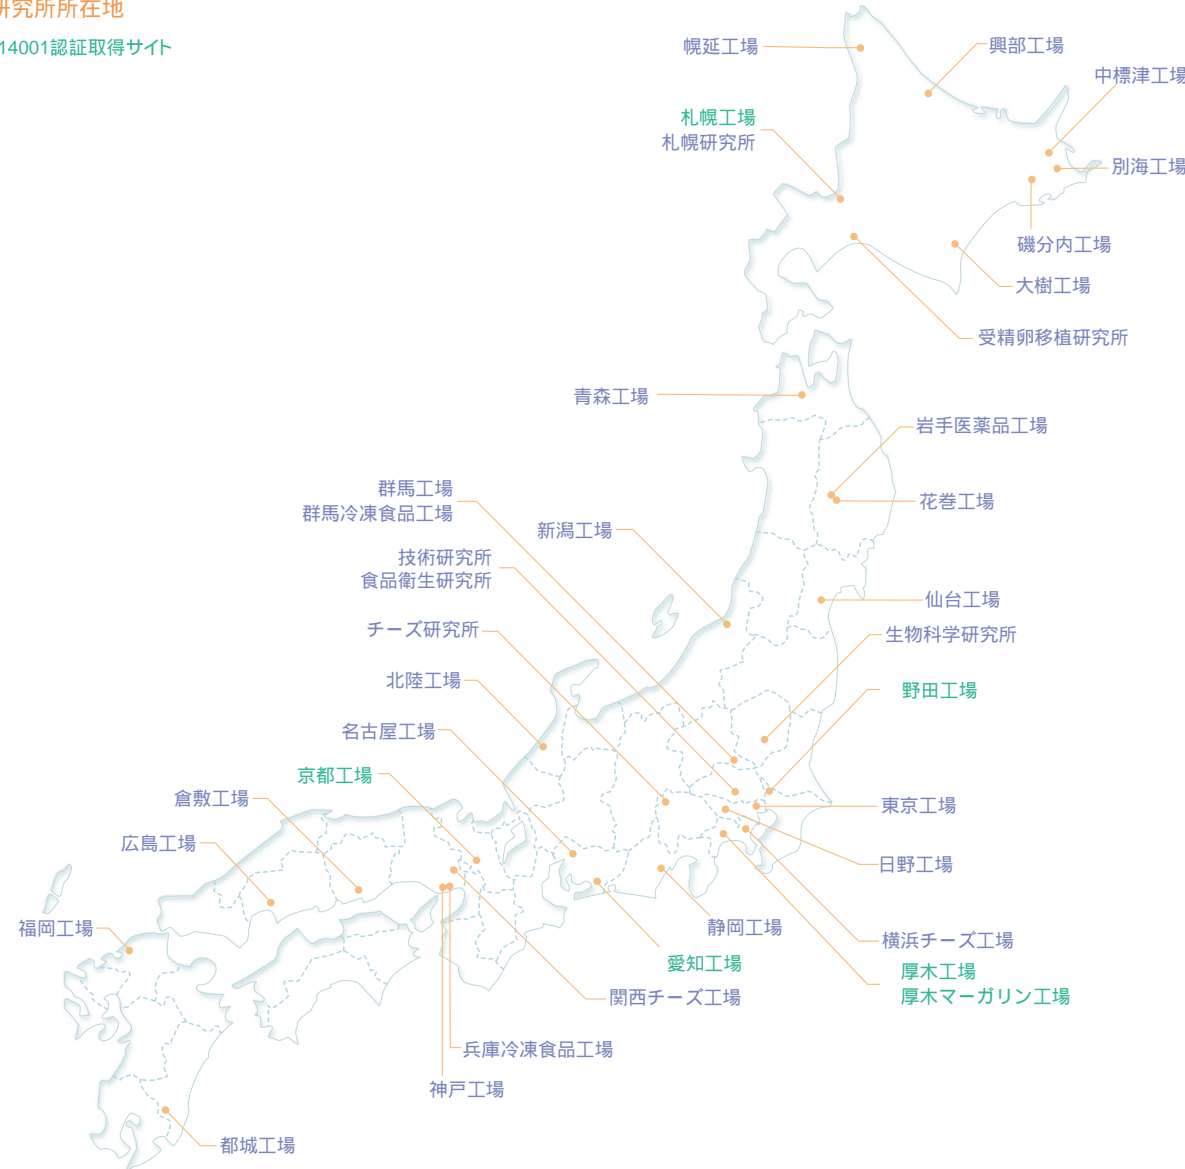 研究所所在地
14001認証取得サイト
幌延工場
興部工場
中標津工場
札幌工場
札幌研究所
別海工場
磯分内工場
大樹工場
受精卵移植研究所
青森工場
岩手医薬品工場
群馬工場
群馬冷凍食品工場
花巻工場
新潟工場
技術研究所
食品衛生研究所
仙台工場
チーズ研究所
生物科学研究所
北陸工場
野田工場
名古屋工場
京都工場
倉敷工場
東京工場
広島工場
日野工場
福岡工場
静岡工場
横浜チーズ工場
愛知工場
厚木工場
厚木マーガリン工場
関西チーズ工場
兵庫冷凍食品工場
神戸工場
都城工場